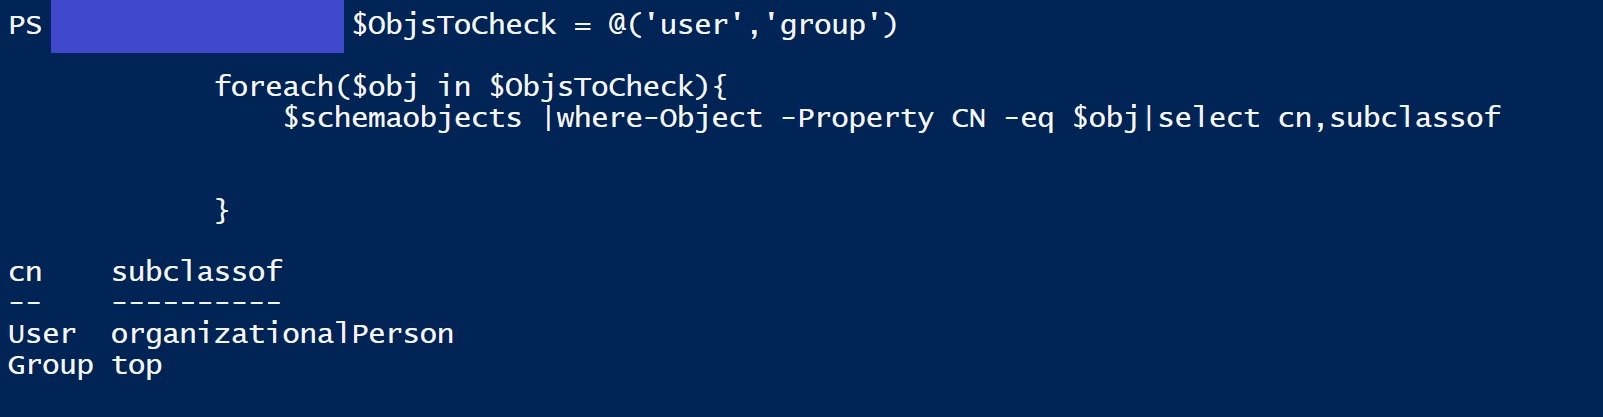 PS $ObjsToCheck = @('user','group')
foreach($obj in $ObjsToCheck){
$schemaobjects |where-Object -Property CN -eq $obj|select cn,subclassof
}
cn subclassof
-- ----------
User organizationalPerson
Group top